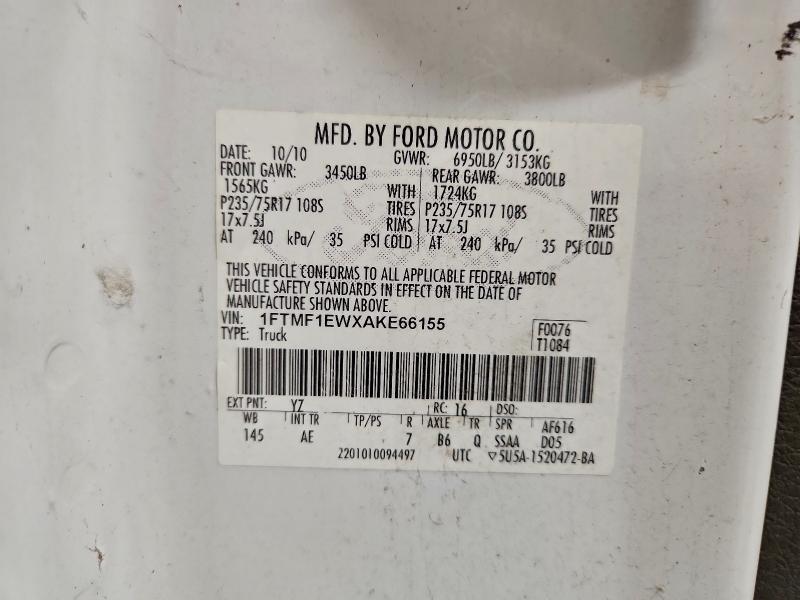 MFD. BY FORD MOTOR CO.
DATE: 10/10 GVWR: 6950LB/ 3153KG
FRONT GAWR: 3450LB REAR GAWR: 3800LB
1565KG WITH 1724KG WITH
P235/75R17 108S TIRES P235/75R17 108S TIRES
17x7.5J RIMS 17x7.5J RIMS
AT 240 kPa/ 35 PSI COLD AT 240 kPa/ 35 PSI COLD
THIS VEHICLE CONFORMS TO ALL APPLICABLE FEDERAL MOTOR
VEHICLE SAFETY STANDARDS IN EFFECT ON THE DATE OF
MANUFACTURE SHOWN ABOVE.
VIN: 1FTMF1EWXAKE66155 F0076
TYPE: Truck T1084
EXT PNT: YZ RC: 16 DSO:
WB INT TR TP/PS R AXLE TR SPR AF616
145 AE 7 B6 Q SSAA D05
2201010094497 UTC ▽5U5A-1520472-BA